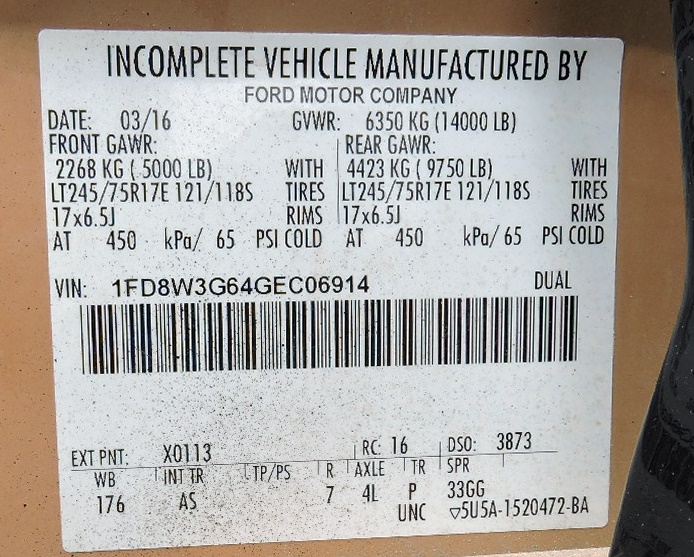 INCOMPLETE VEHICLE MANUFACTURED BY
FORD MOTOR COMPANY
DATE: 03/16 GVWR: 6350 KG (14000 LB)
FRONT GAWR: REAR GAWR:
2268 KG ( 5000 LB) WITH 4423 KG ( 9750 LB) WITH
LT245/75R17E 121/118S TIRES LT245/75R17E 121/118S TIRES
17x6.5J RIMS 17x6.5J RIMS
AT 450 kPa/ 65 PSI COLD AT 450 kPa/ 65 PSI COLD
VIN: 1FD8W3G64GEC06914 DUAL
EXT PNT: X0113 RC: 16 DSO: 3873
WB INT TR TP/PS R AXLE TR SPR
176 AS 7 4L P 33GG
UNC ▽5U5A-1520472-BA